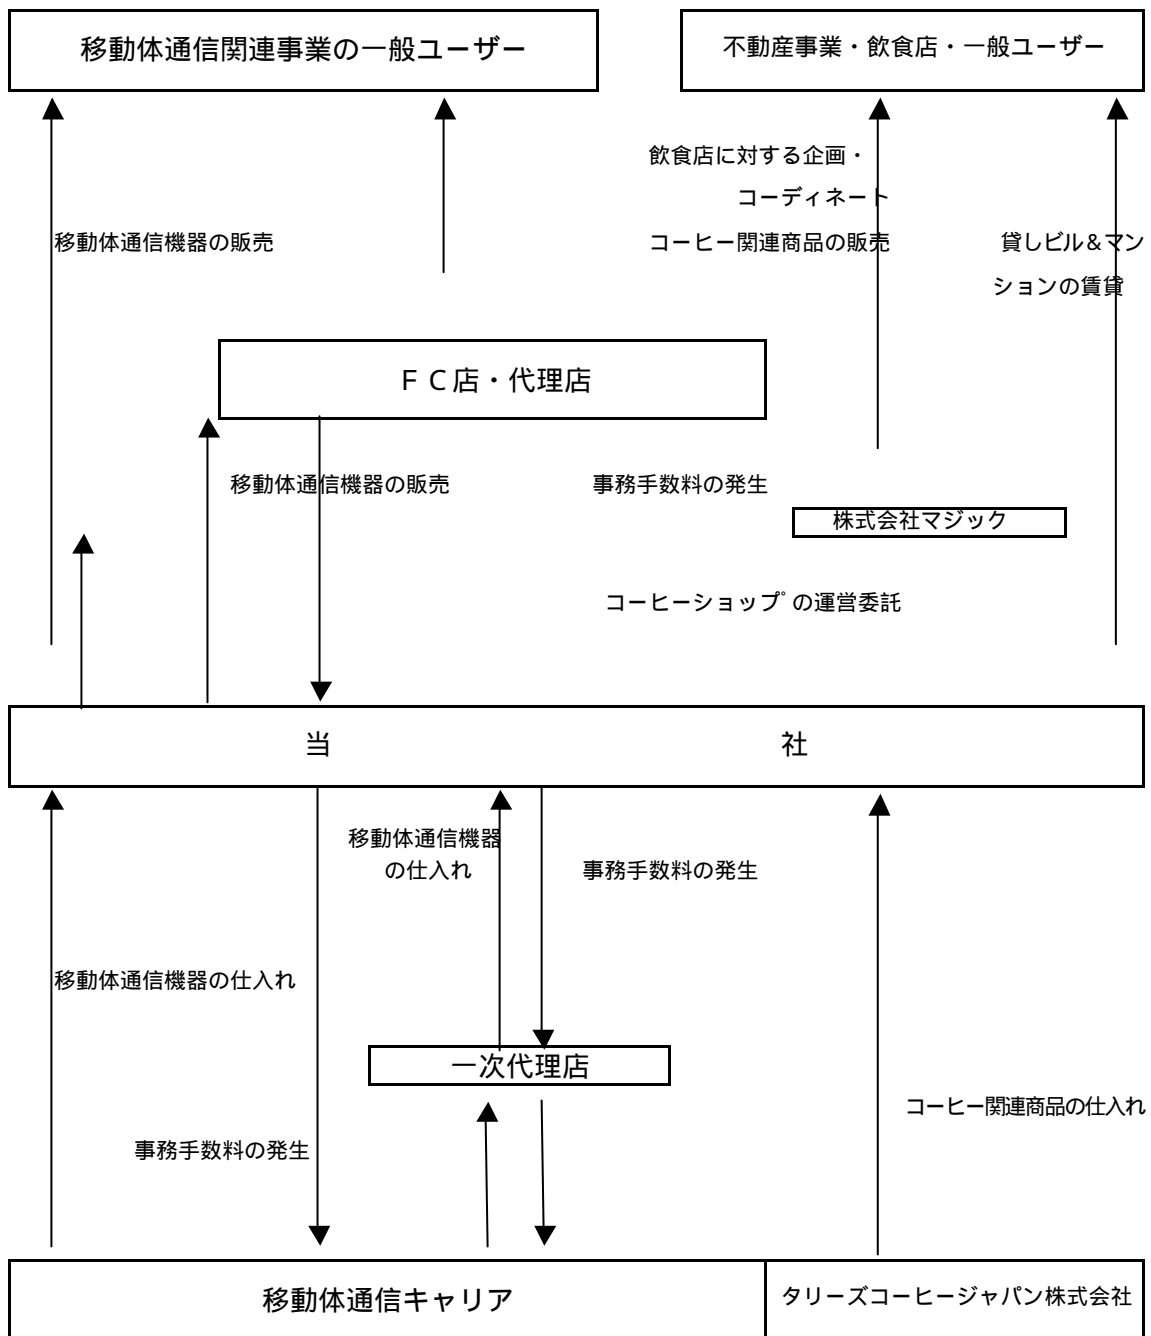 移動体通信関連事業の一般ユーザー
不動産事業・飲食店・一般ユーザー
飲食店に対する企画・
コーディネート
移動体通信機器の販売
コーヒー関連商品の販売
貸しビル&マン
ションの賃貸
ＦＣ店・代理店
移動体通信機器の販売
事務手数料の発生
株式会社マジック
コーヒーショップの運営委託
当 社
移動体通信機器
の仕入れ
事務手数料の発生
移動体通信機器の仕入れ
一次代理店
コーヒー関連商品の仕入れ
事務手数料の発生
移動体通信キャリア
タリーズコーヒージャパン株式会社